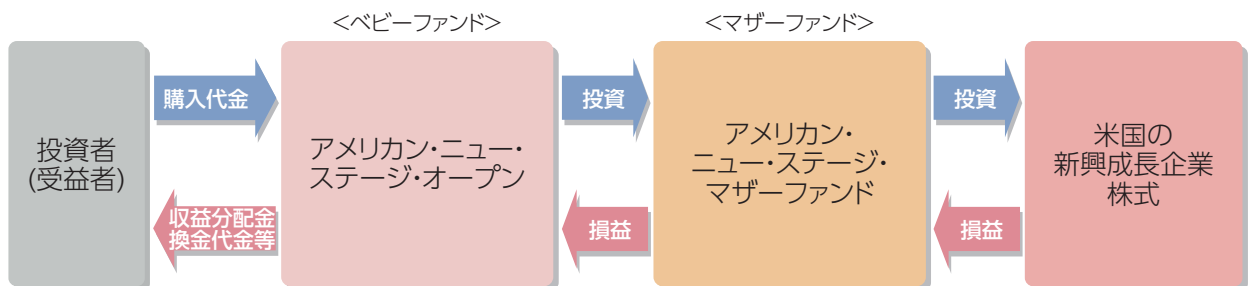 <ベビーファンド>
<マザーファンド>
投資者
(受益者)
購入代金
収益分配金
換金代金等
アメリカン・ニュー・
ステージ・オープン
投資
損益
アメリカン・
ニュー・ステージ・
マザーファンド
投資
損益
米国の
新興成長企業
株式